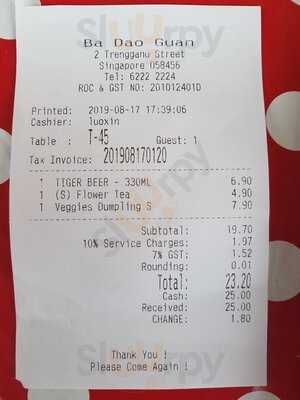 Slurrpy
Ba Dao Guan
2 Trengganu Street
Singapore 058456
Tel: 6222 2224
ROC & GST NO: 201012401D
Printed: 2019-08-17 17:39:06
Cashier: luoxin
Table : T-45 Guest: 1
Tax Invoice: 201908170120
1 TIGER BEER - 330ML 6.90
1 (S) Flower Tea 4.90
1 Veggies Dumpling S 7.90
Subtotal: 19.70
10% Service Charges: 1.97
7% GST: 1.52
Rounding: 0.01
Total: 23.20
Cash: 25.00
Received: 25.00
CHANGE: 1.80
Thank You !
Please Come Again !
Slurrpy